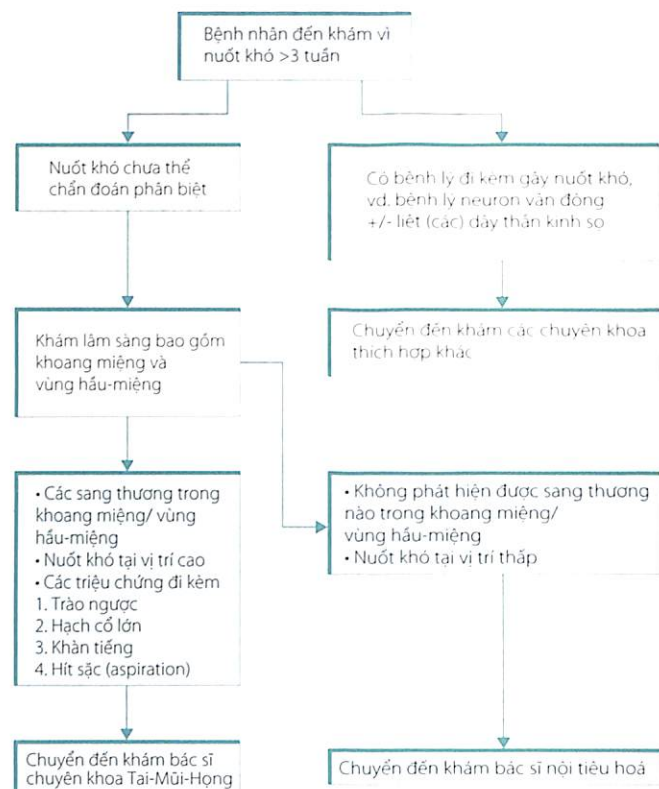 Bệnh nhân đến khám vì
nuốt khó >3 tuần
Nuốt khó chưa thể
chẩn đoán phân biệt
Có bệnh lý đi kèm gây nuốt khó,
vd. bệnh lý neuron vận động
+/- liệt (các) dây thần kinh sọ
Khám lâm sàng bao gồm
khoang miệng và
vùng hầu-miệng
Chuyển đến khám các chuyên khoa
thích hợp khác
• Các sang thương trong
khoang miệng/ vùng
hầu-miệng
• Nuốt khó tại vị trí cao
• Các triệu chứng đi kèm
1. Trào ngược
2. Hạch cổ lớn
3. Khàn tiếng
4. Hít sặc (aspiration)
• Không phát hiện được sang thương
nào trong khoang miệng/
vùng hầu-miệng
• Nuốt khó tại vị trí thấp
Chuyển đến khám bác sĩ
chuyên khoa Tai-Mũi-Họng
Chuyển đến khám bác sĩ nội tiêu hoá